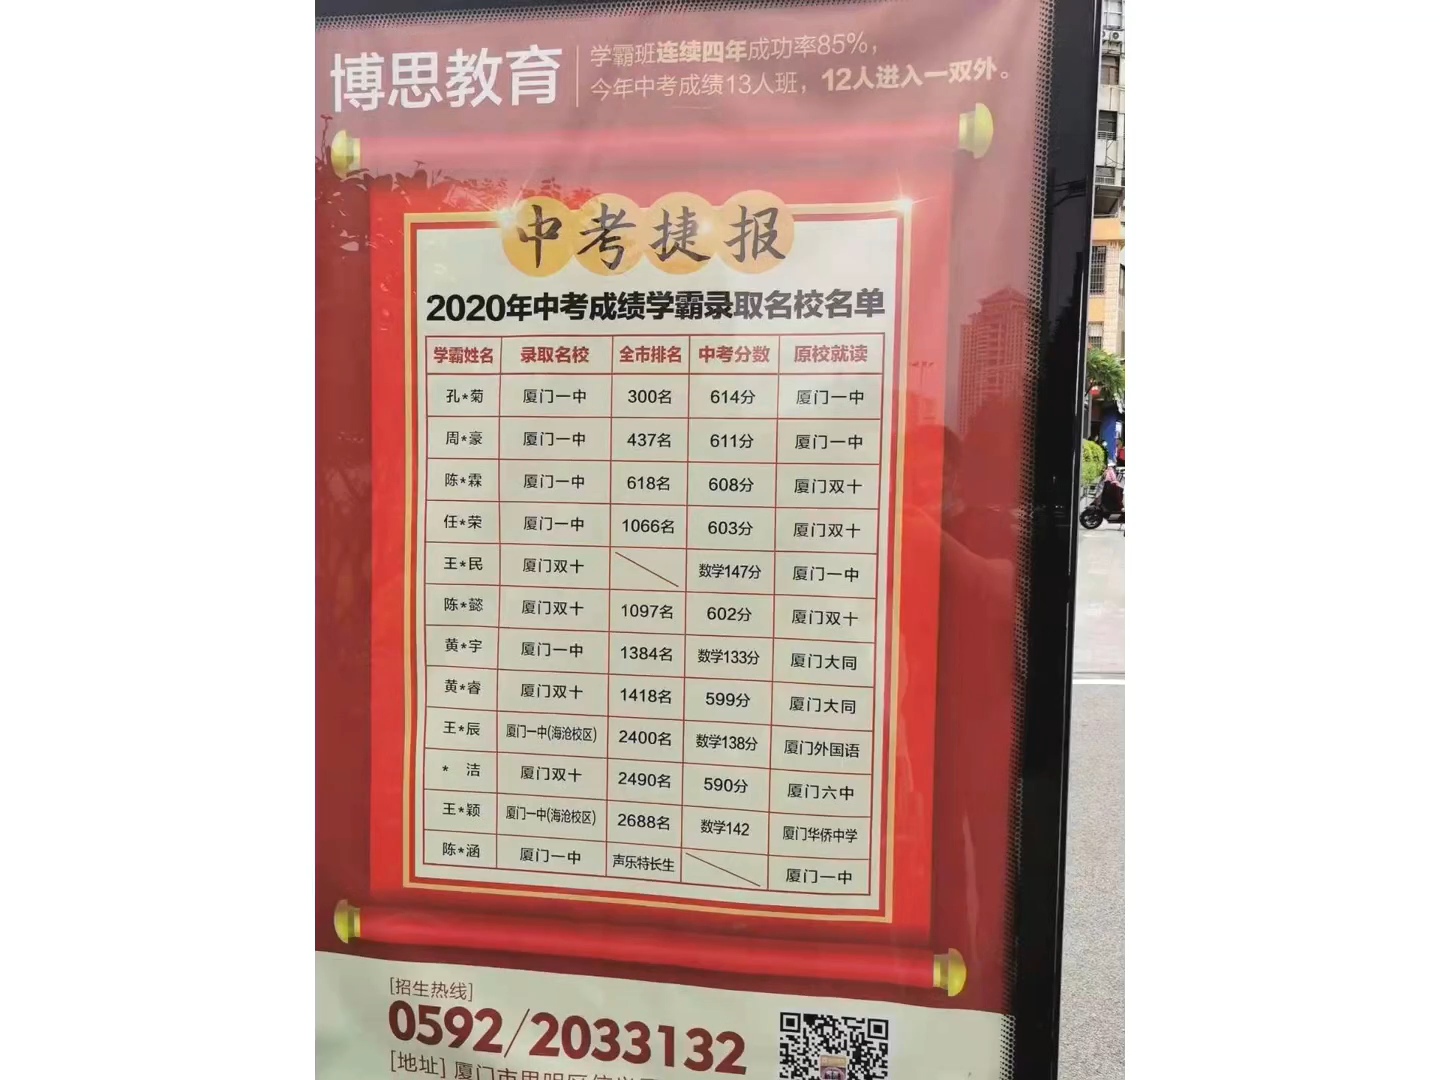 博思教育
学霸班连续四年成功率85%,
今年中考成绩13人班，12人进入一双外。
中考捷报
2020年中考成绩学霸录取名校名单
学霸姓名 录取名校 全市排名 中考分数 原校就读
孔*菊 厦门一中 300名 614分 厦门一中
周*豪 厦门一中 437名 611分 厦门一中
陈*霖 厦门一中 618名 608分 厦门双十
任*荣 厦门一中 1066名 603分 厦门双十
王*民 厦门双十 数学147分 厦门一中
陈*懿 厦门双十 1097名 602分 厦门双十
黄*宇 厦门一中 1384名 数学133分 厦门大同
黄*睿 厦门双十 1418名 599分 厦门大同
王*辰 厦门一中(海沧校区) 2400名 数学138分 厦门外国语
* 洁 厦门双十 2490名 590分 厦门六中
王*颖 厦门一中(海沧校区) 2688名 数学142 厦门华侨中学
陈*涵 厦门一中 声乐特长生 厦门一中
[招生热线]
0592/2033132
[地址] 厦门市思明区